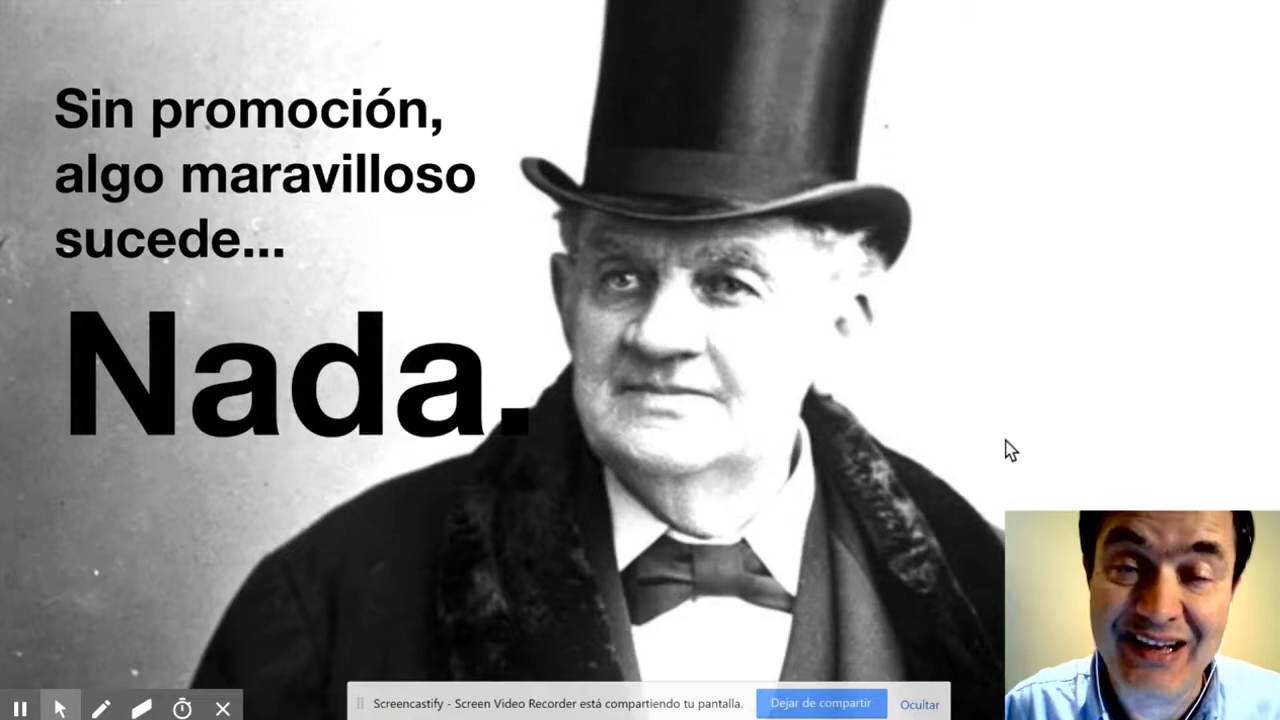 Sin promoción,
algo maravilloso
sucede...
Nada.
Screencastify - Screen Video Recorder está compartiendo tu pantalla.
Dejar de compartir
Ocultar